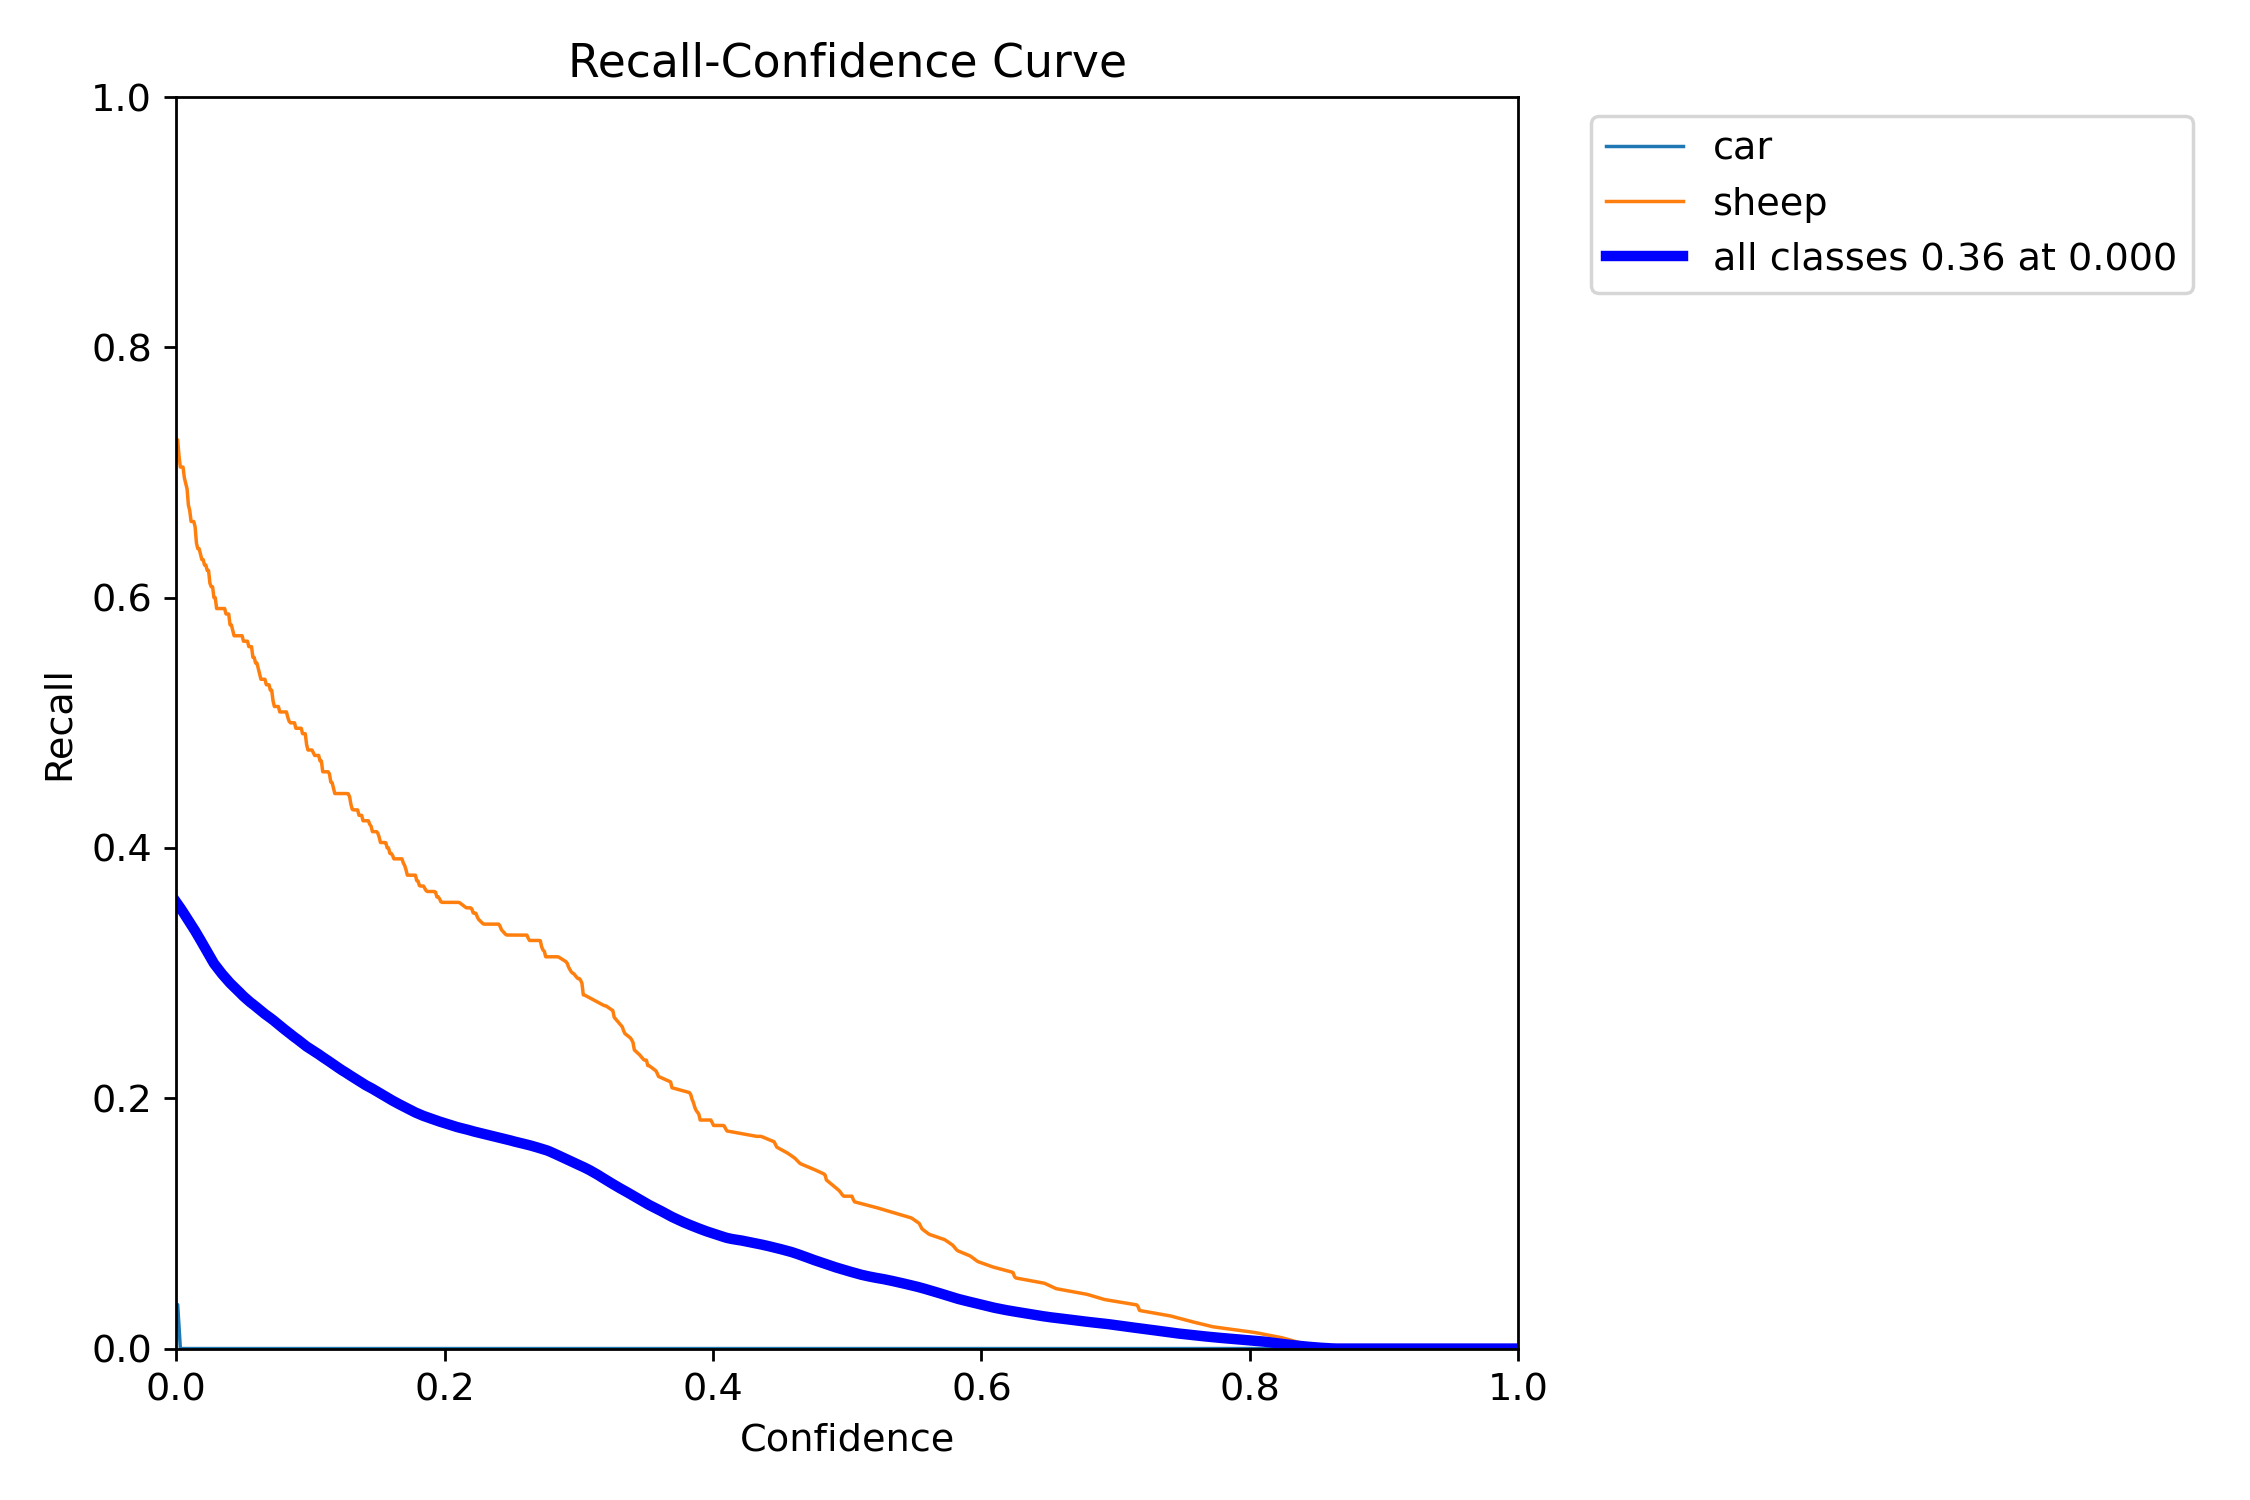 Recall-Confidence Curve
1.0
0.8
0.6
0.4
0.2
0.0
Recall
0.0 0.2 0.4 0.6 0.8 1.0
Confidence
car
sheep
all classes 0.36 at 0.000